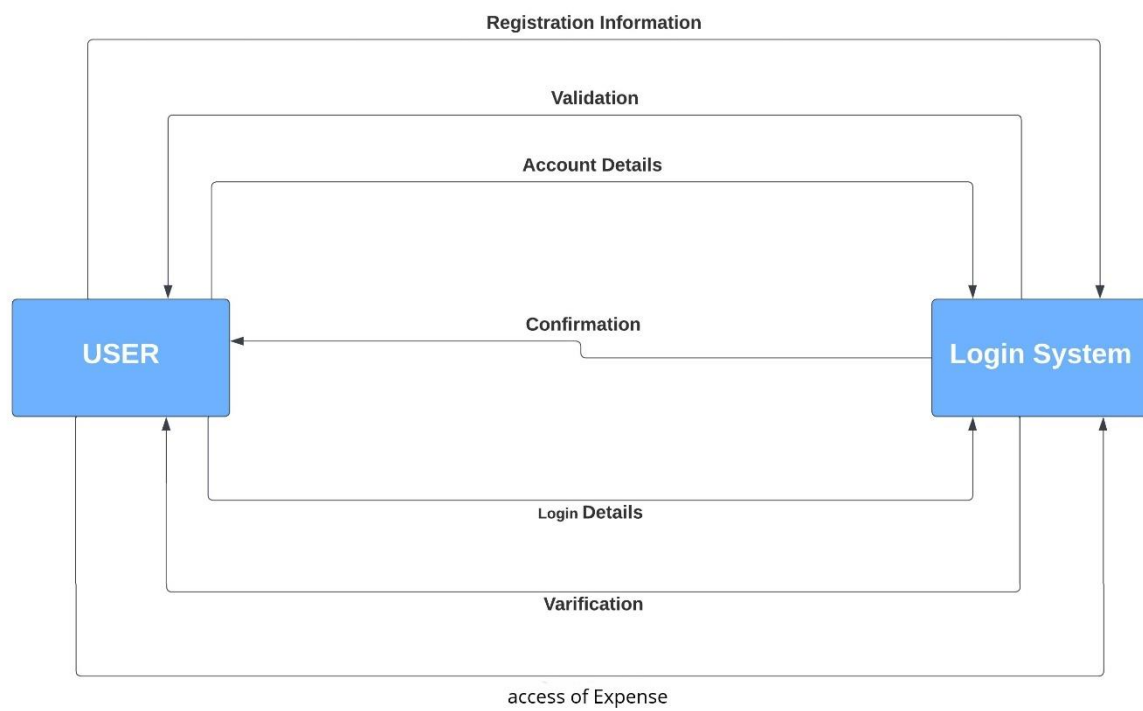 Registration Information
Validation
Account Details
Confirmation
USER
Login System
Login Details
Varification
access of Expense